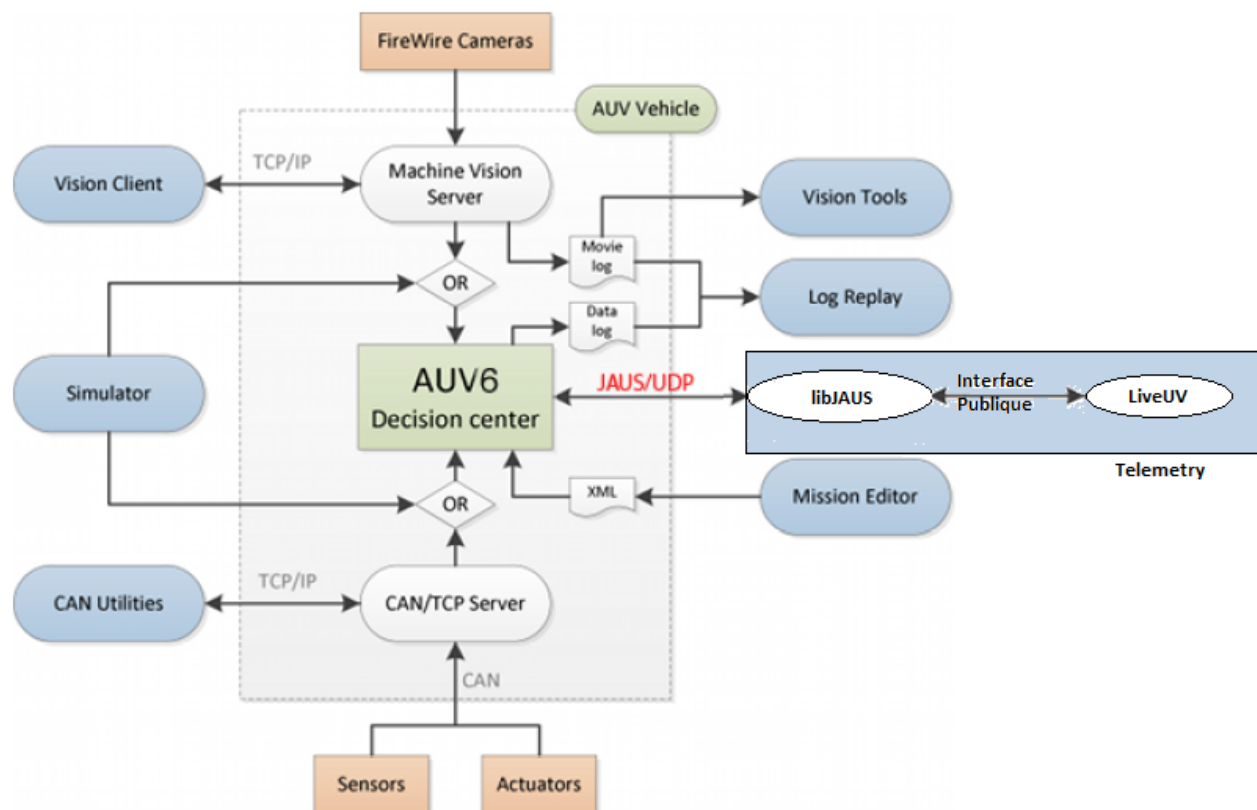 FireWire Cameras
AUV Vehicle
TCP/IP
Vision Client
Machine Vision
Server
Vision Tools
Movie
log
OR
Log Replay
Data
log
Simulator
AUV6
Decision center
JAUS/UDP
libJAUS
Interface
Publique
LiveUV
Telemetry
OR
XML
Mission Editor
TCP/IP
CAN Utilities
CAN/TCP Server
CAN
Sensors
Actuators